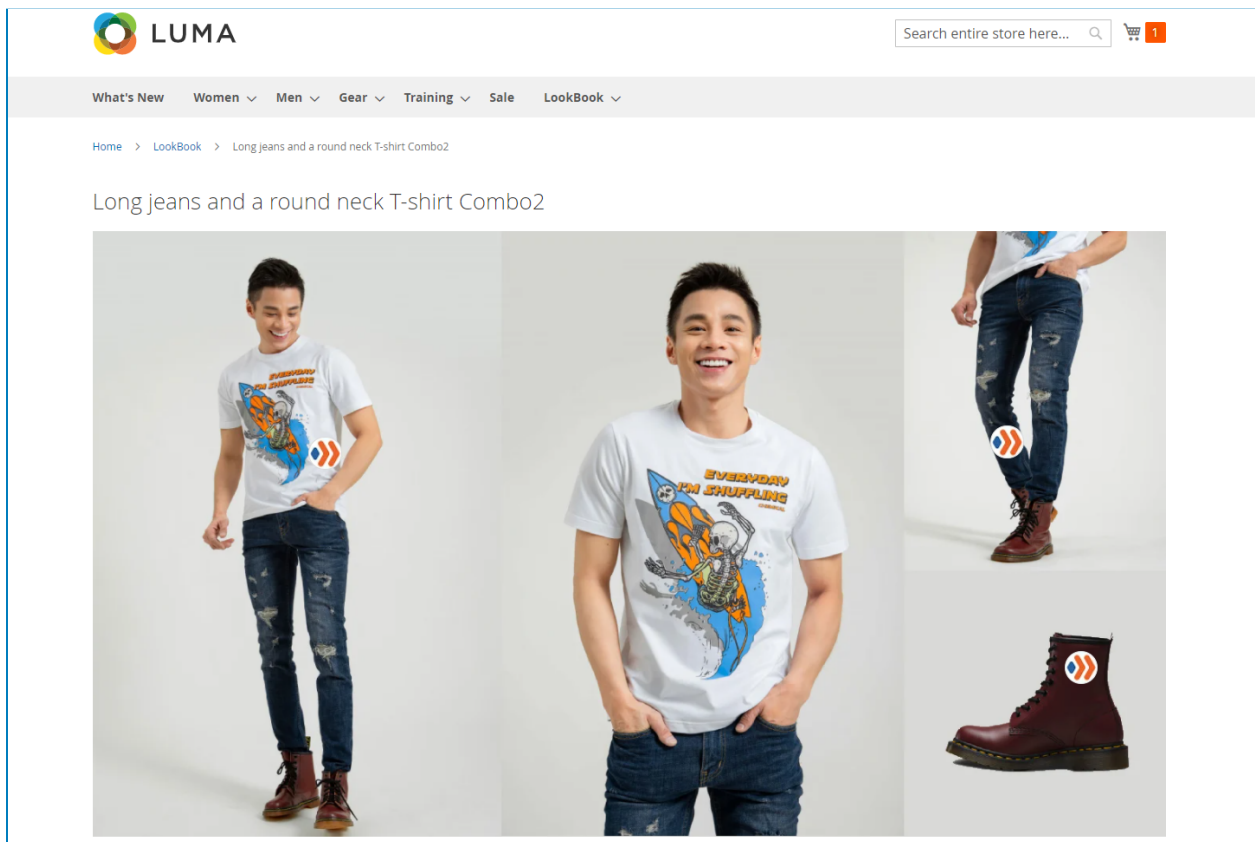 LUMA
Search entire store here...
1
What's New Women Men Gear Training Sale LookBook
Home > LookBook > Long jeans and a round neck T-shirt Combo2
Long jeans and a round neck T-shirt Combo2
EVERYDAY
I'M SHUFFLING
EVERYDAY
I'M SHUFFLING